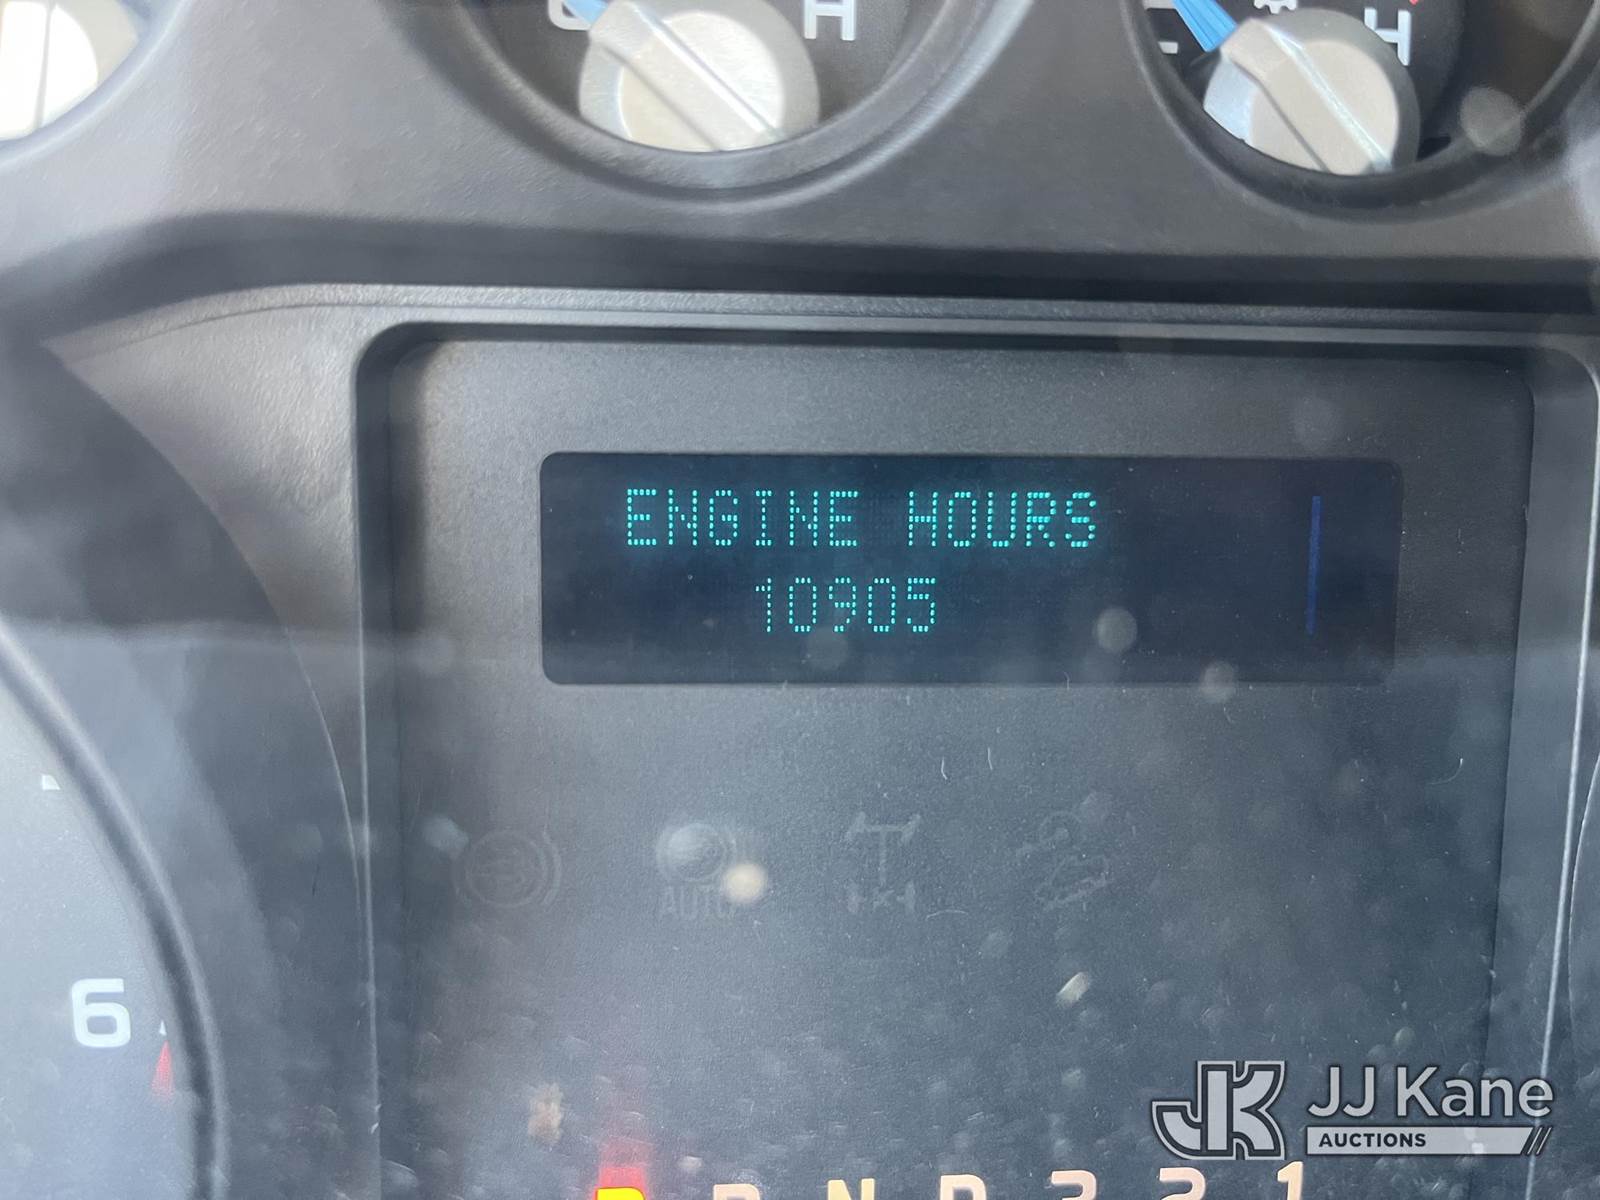 H
H
ENGINE HOURS
10905
AUTO
6
N D 3 2 1
JJ Kane
AUCTIONS